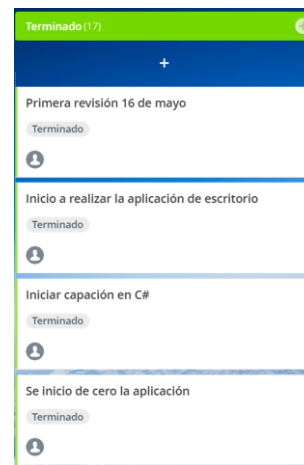 Terminado (17)
+
Primera revisión 16 de mayo
Terminado
Inicio a realizar la aplicación de escritorio
Terminado
Iniciar capación en C#
Terminado
Se inicio de cero la aplicación
Terminado